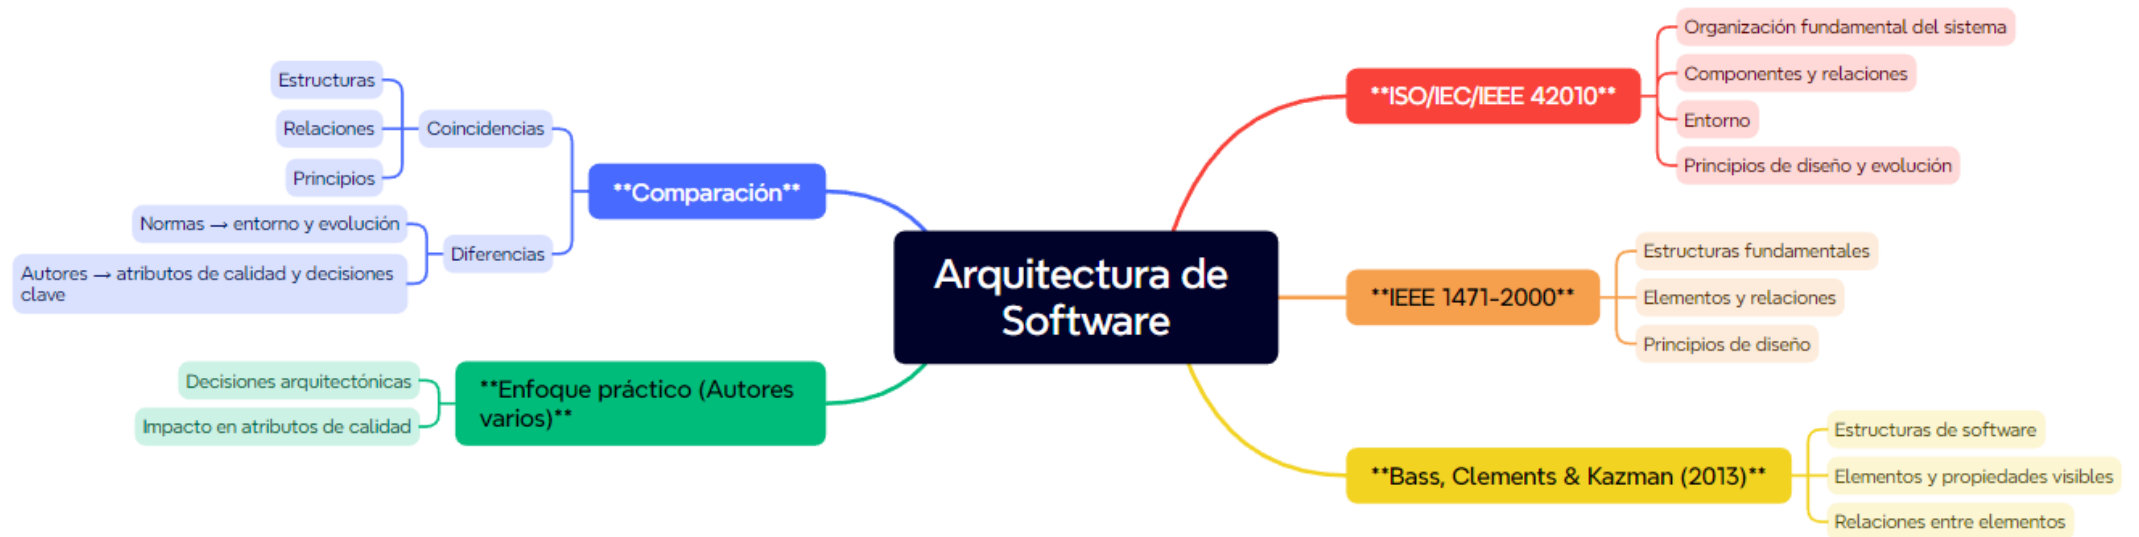 Arquitectura de
Software
**ISO/IEC/IEEE 42010**
Organización fundamental del sistema
Componentes y relaciones
Entorno
Principios de diseño y evolución
**IEEE 1471-2000**
Estructuras fundamentales
Elementos y relaciones
Principios de diseño
**Bass, Clements & Kazman (2013)**
Estructuras de software
Elementos y propiedades visibles
Relaciones entre elementos
**Enfoque práctico (Autores
varios)**
Decisiones arquitectónicas
Impacto en atributos de calidad
**Comparación**
Coincidencias
Estructuras
Relaciones
Principios
Diferencias
Normas → entorno y evolución
Autores → atributos de calidad y decisiones
clave